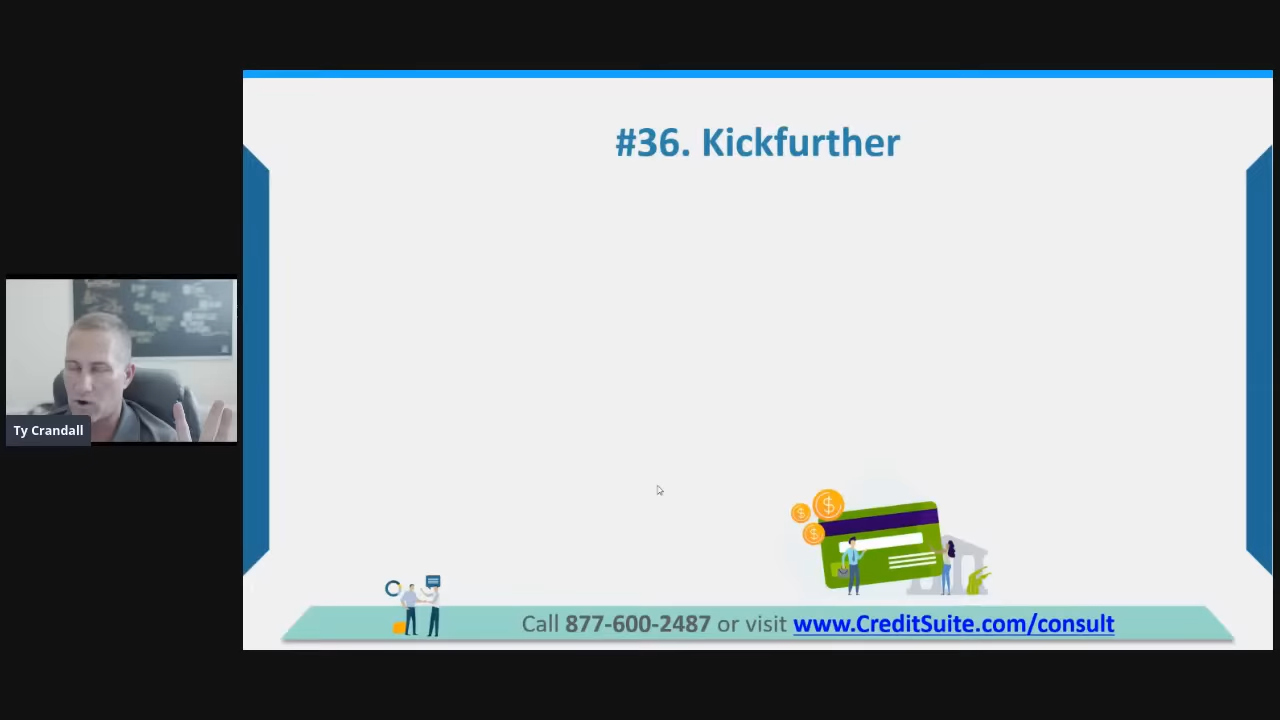 #36. Kickfurther
Ty Crandall
Call 877-600-2487 or visit www.CreditSuite.com/consult